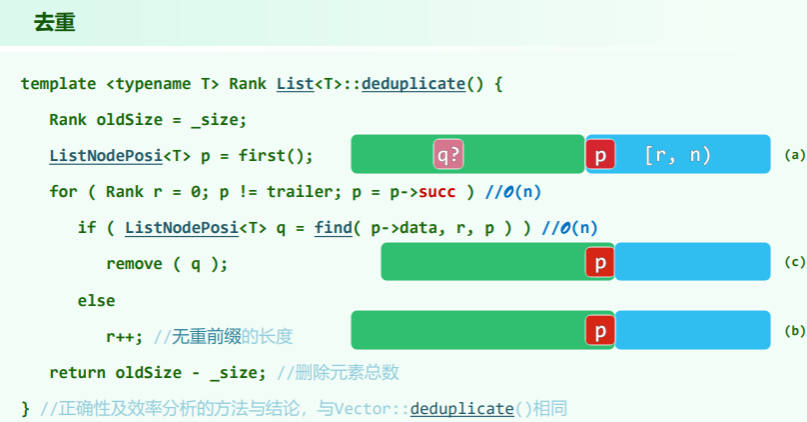 去重
template <typename T> Rank List<T>::deduplicate() {
Rank oldSize = _size;
ListNodePosi<T> p = first();
q? p [r, n) (a)
for ( Rank r = 0; p != trailer; p = p->succ ) //O(n)
if ( ListNodePosi<T> q = find( p->data, r, p ) ) //O(n)
remove ( q );
p (c)
else
r++; //无重前缀的长度
p (b)
return oldSize - _size; //删除元素总数
} //正确性及效率分析的方法与结论，与Vector::deduplicate()相同